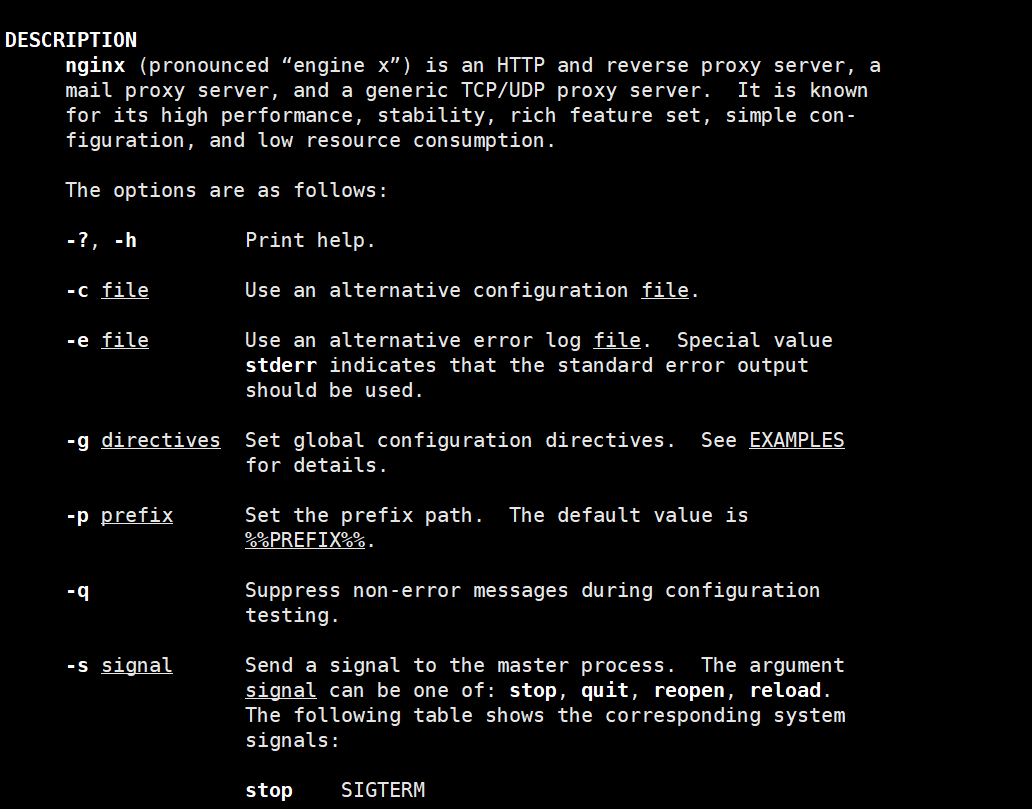 DESCRIPTION
nginx (pronounced “engine x”) is an HTTP and reverse proxy server, a
mail proxy server, and a generic TCP/UDP proxy server.  It is known
for its high performance, stability, rich feature set, simple con-
figuration, and low resource consumption.
The options are as follows:
-?, -h         Print help.
-c file        Use an alternative configuration file.
-e file        Use an alternative error log file.  Special value
stderr indicates that the standard error output
should be used.
-g directives  Set global configuration directives.  See EXAMPLES
for details.
-p prefix      Set the prefix path.  The default value is
%%PREFIX%%.
-q             Suppress non-error messages during configuration
testing.
-s signal      Send a signal to the master process.  The argument
signal can be one of: stop, quit, reopen, reload.
The following table shows the corresponding system
signals:
stop    SIGTERM